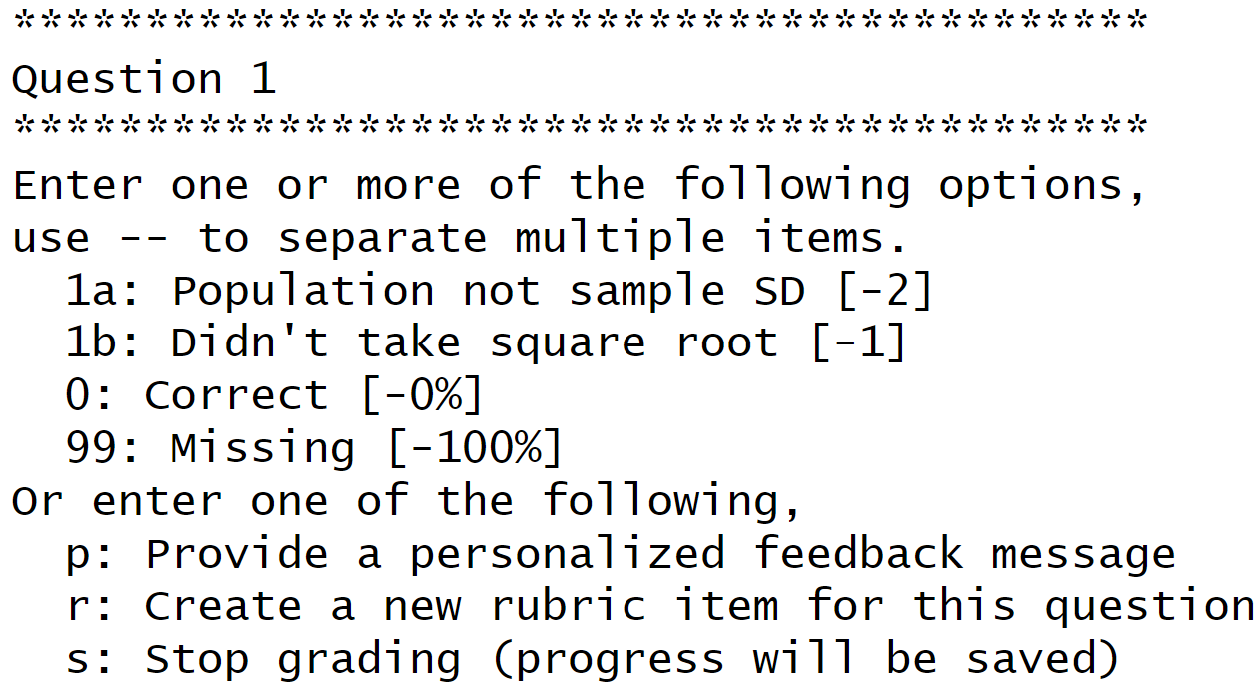 *******************************************
Question 1
*******************************************
Enter one or more of the following options,
use -- to separate multiple items.
1a: Population not sample SD [-2]
1b: Didn't take square root [-1]
0: Correct [-0%]
99: Missing [-100%]
Or enter one of the following,
p: Provide a personalized feedback message
r: Create a new rubric item for this question
s: Stop grading (progress will be saved)